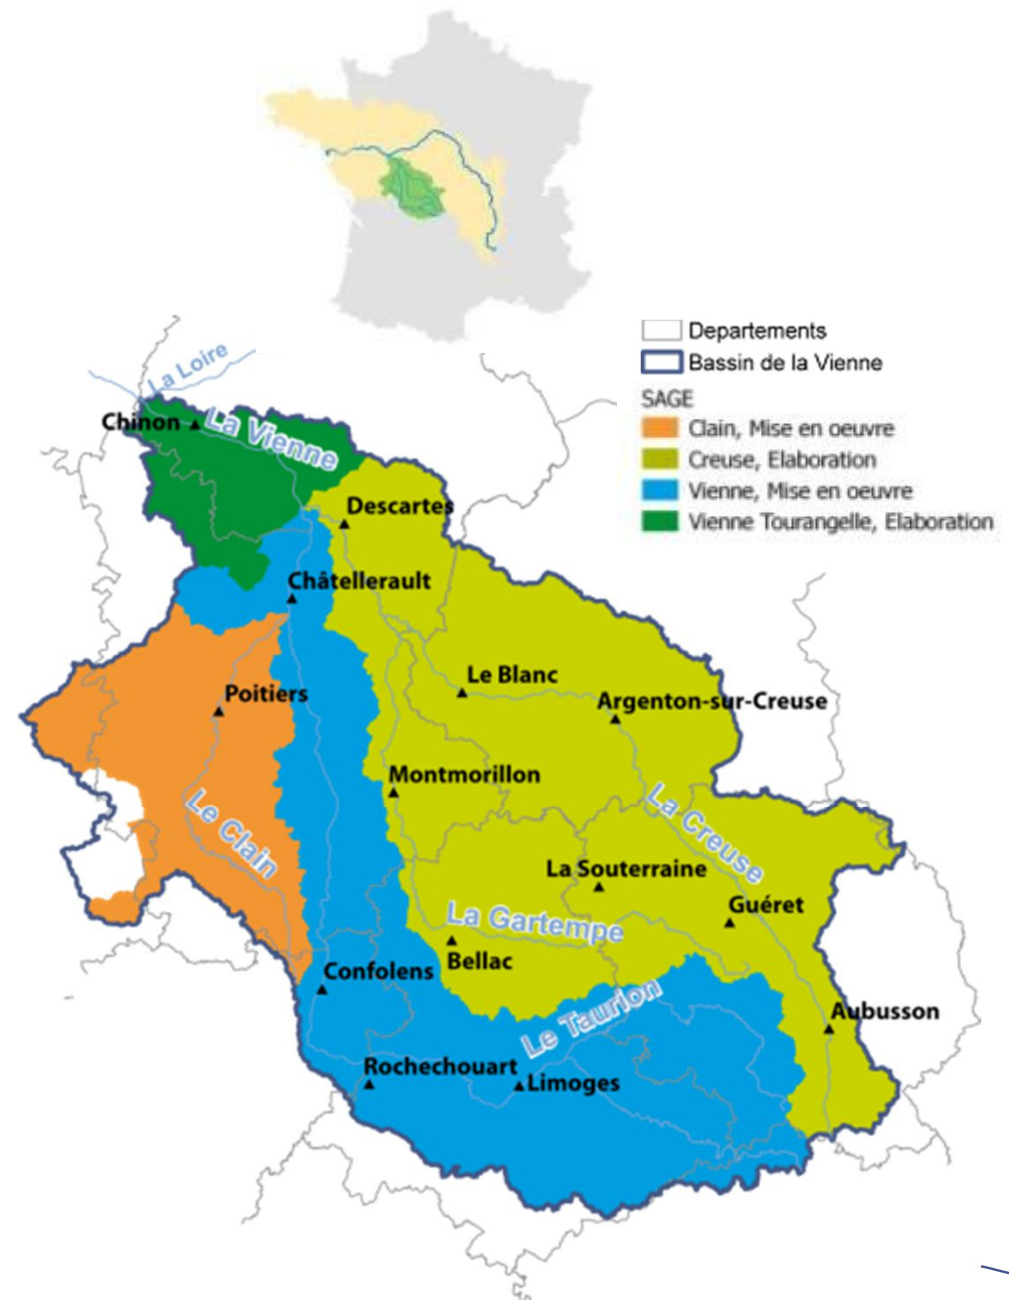 Departements
La Loire
Bassin de la Vienne
SAGE
Chinon
La Vienne
Clain, Mise en oeuvre
Creuse, Elaboration
Vienne, Mise en oeuvre
Vienne Tourangelle, Elaboration
Descartes
Châtellerault
Le Blanc
Poitiers
Argenton-sur-Creuse
Montmorillon
Le Clain
La Creuse
La Souterraine
Guéret
La Gartempe
Bellac
Confolens
Le Taurion
Aubusson
Rochechouart
Limoges